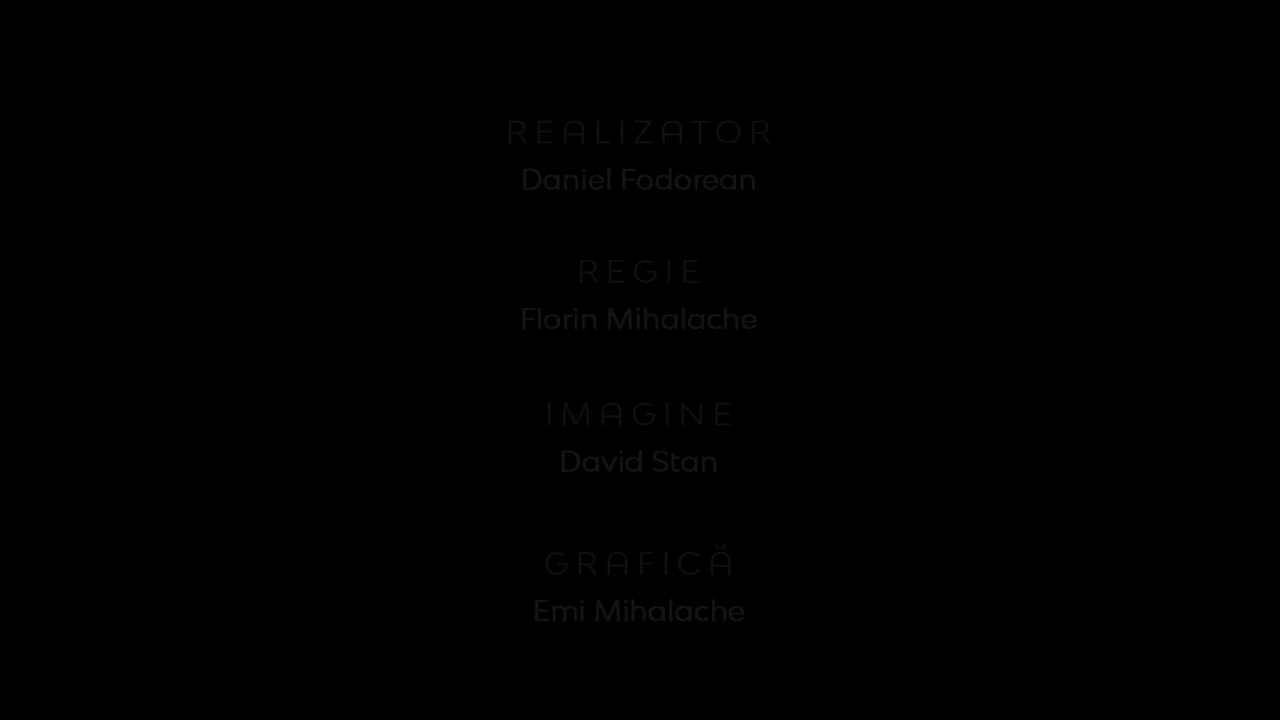 REALIZATOR
Daniel Fodorean
REGIE
Florin Mihalache
IMAGINE
David Stan
GRAFICĂ
Emi Mihalache